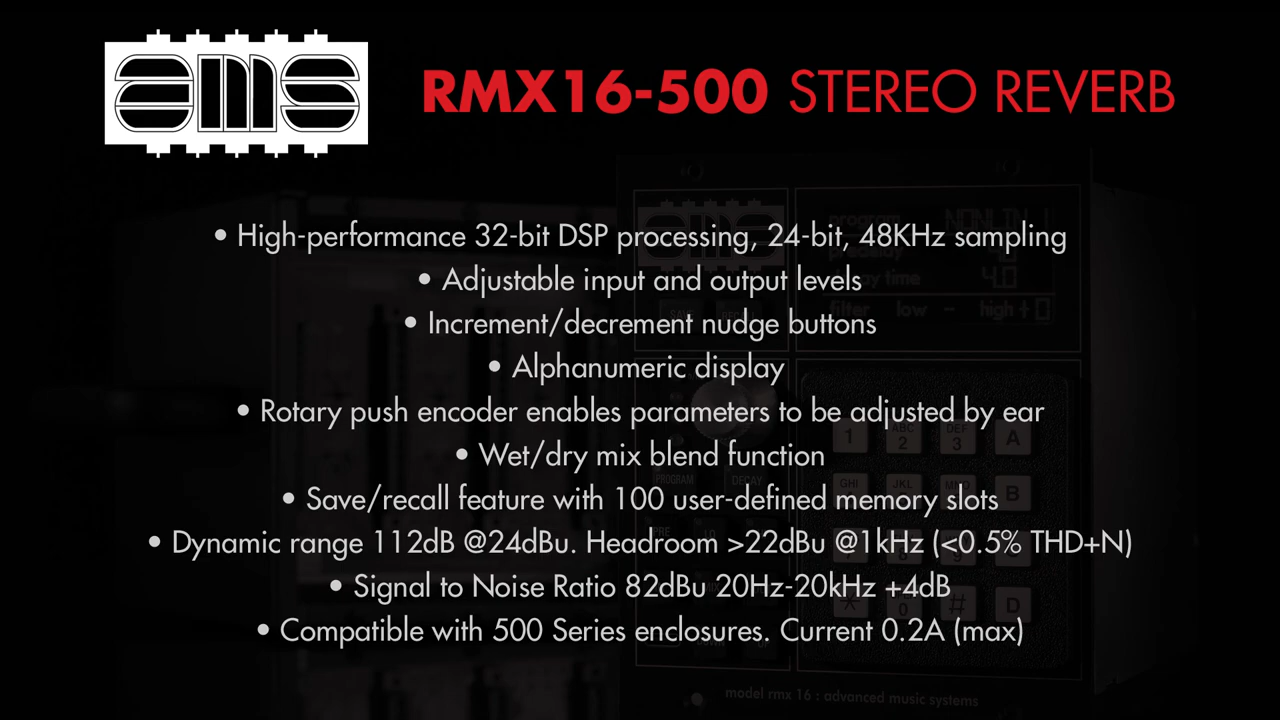 ams
RMX16-500 STEREO REVERB
• High-performance 32-bit DSP processing, 24-bit, 48KHz sampling
• Adjustable input and output levels
• Increment/decrement nudge buttons
• Alphanumeric display
• Rotary push encoder enables parameters to be adjusted by ear
• Wet/dry mix blend function
• Save/recall feature with 100 user-defined memory slots
• Dynamic range 112dB @24dBu. Headroom >22dBu @1kHz (<0.5% THD+N)
• Signal to Noise Ratio 82dBu 20Hz-20kHz +4dB
• Compatible with 500 Series enclosures. Current 0.2A (max)
model rmx 16 : advanced music systems